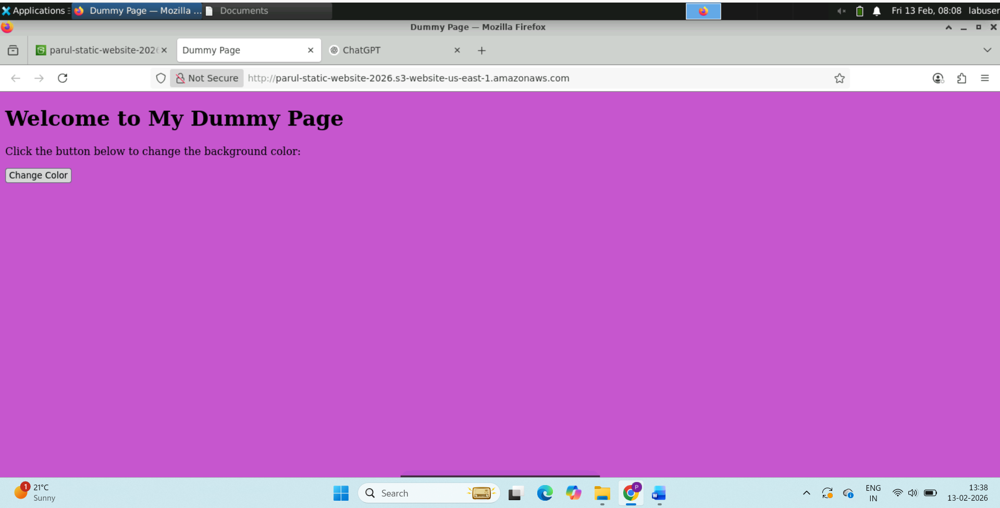 Applications
Dummy Page — Mozilla ...
Documents
Fri 13 Feb, 08:08
labuser
Dummy Page — Mozilla Firefox
parul-static-website-2026
Dummy Page
ChatGPT
Not Secure
http://parul-static-website-2026.s3-website-us-east-1.amazonaws.com
Welcome to My Dummy Page
Click the button below to change the background color:
Change Color
1
21°C
Sunny
Search
P
W
ENG
IN
13:38
13-02-2026